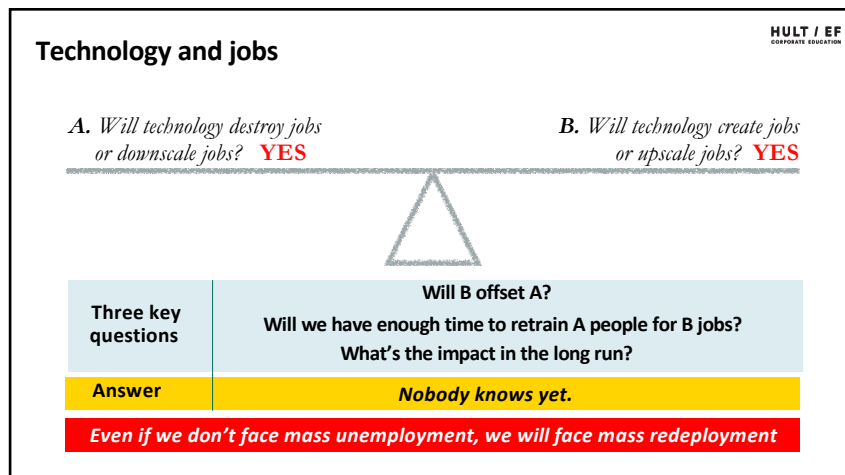 HULT / EF
CORPORATE EDUCATION
Technology and jobs
A. Will technology destroy jobs
or downscale jobs? YES
B. Will technology create jobs
or upscale jobs? YES
Three key
questions
Will B offset A?
Will we have enough time to retrain A people for B jobs?
What's the impact in the long run?
Answer
Nobody knows yet.
Even if we don't face mass unemployment, we will face mass redeployment